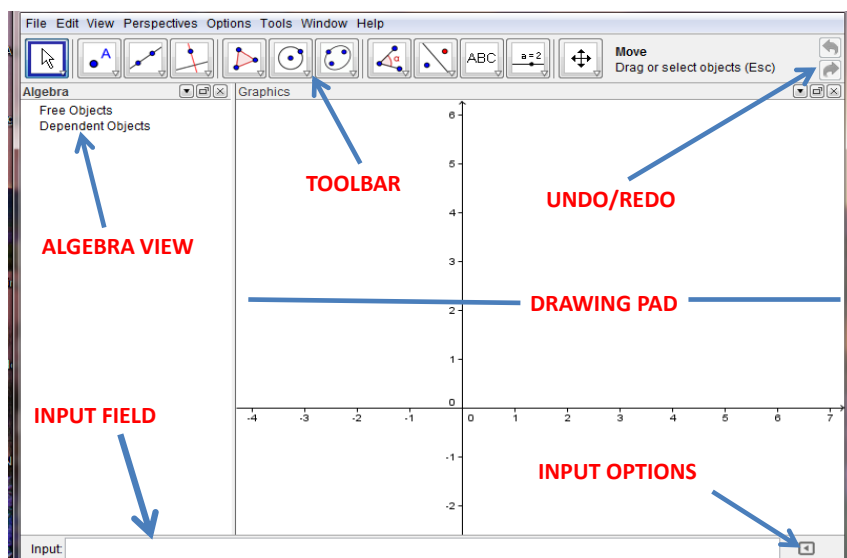 File Edit View Perspectives Options Tools Window Help
A
α
ABC
a=2
Move
Drag or select objects (Esc)
Algebra
Graphics
Free Objects
Dependent Objects
TOOLBAR
UNDO/REDO
ALGEBRA VIEW
DRAWING PAD
INPUT FIELD
INPUT OPTIONS
6
5
4
3
2
1
0
-1
-2
-4 -3 -2 -1 0 1 2 3 4 5 6 7
Input: